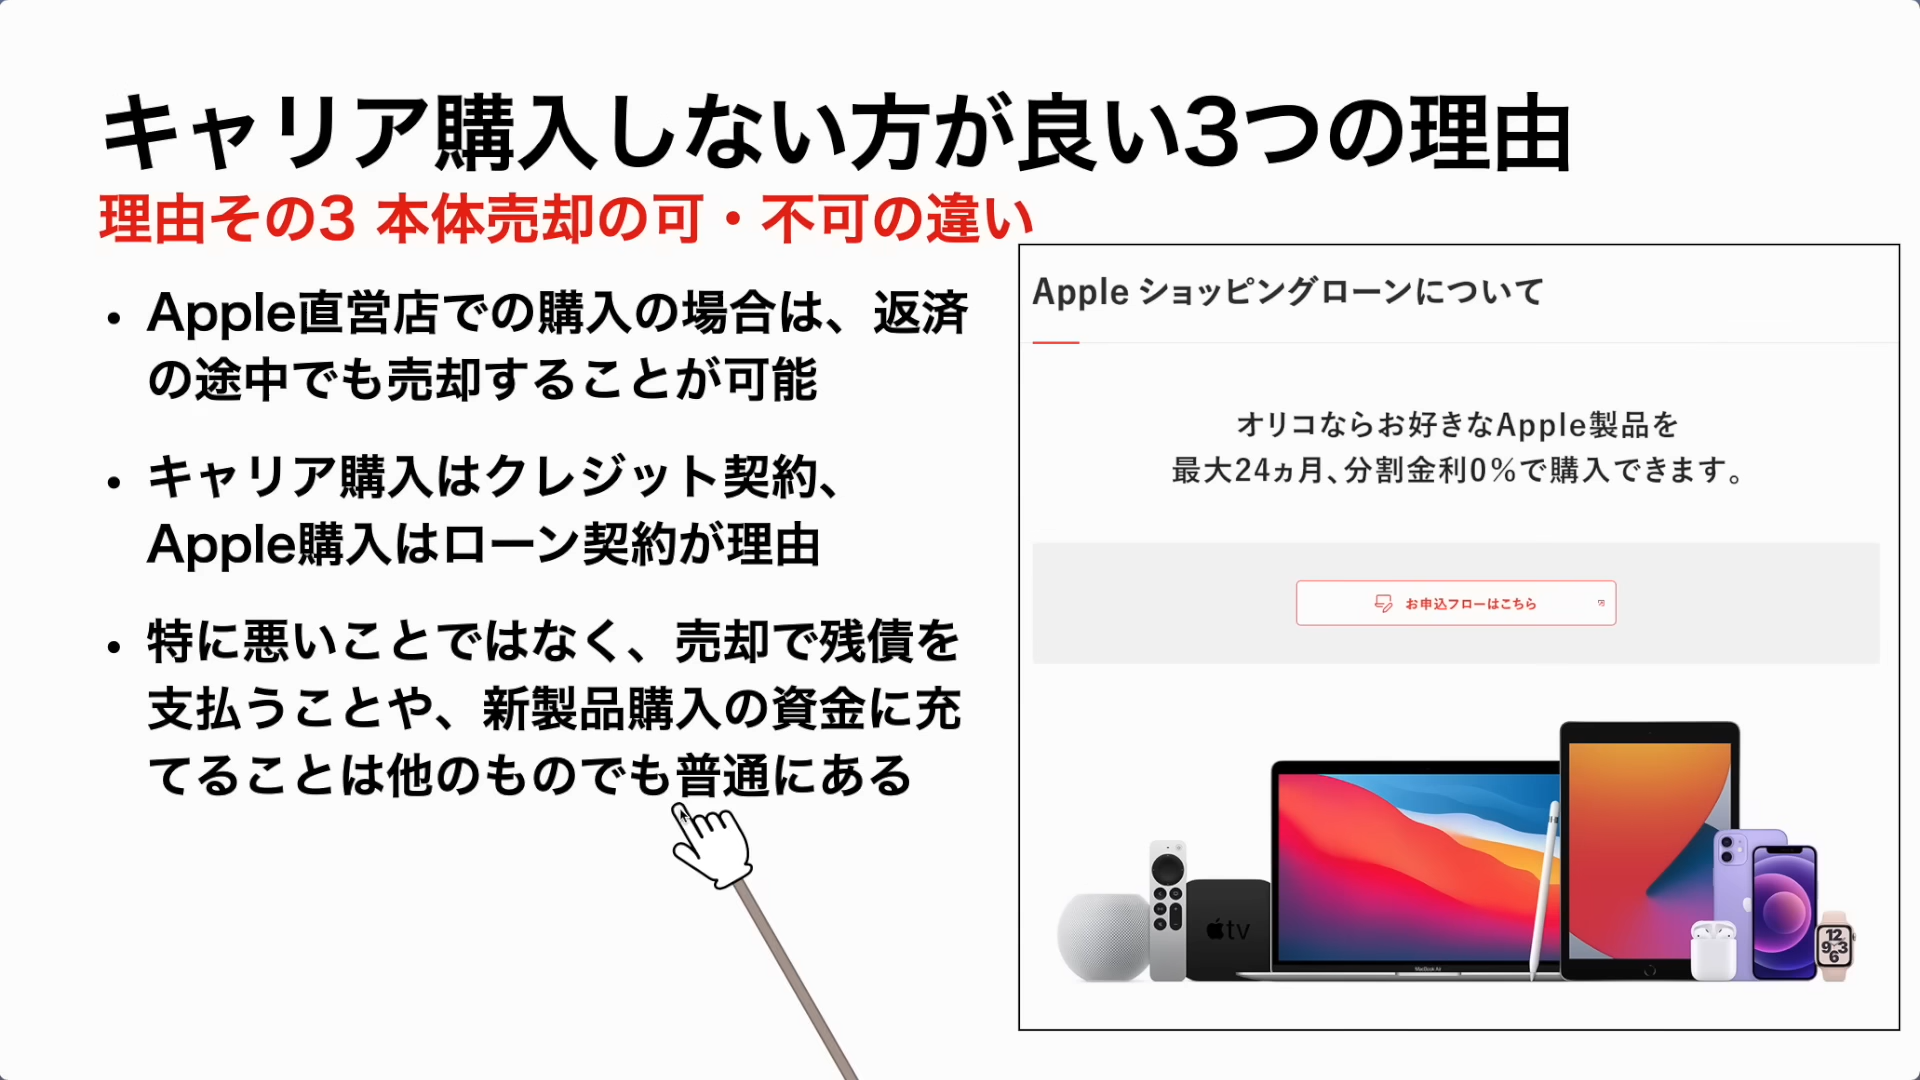 キャリア購入しない方が良い3つの理由
理由その3 本体売却の可・不可の違い
• Apple直営店での購入の場合は、返済
の途中でも売却することが可能
• キャリア購入はクレジット契約、
Apple購入はローン契約が理由
• 特に悪いことではなく、売却で残債を
支払うことや、新製品購入の資金に充
てることは他のものでも普通にある
Apple ショッピングローンについて
オリコならお好きなApple製品を
最大24ヵ月、分割金利0%で購入できます。
お申込フローはこちら
tv
MacBook Air
12
9 3
6